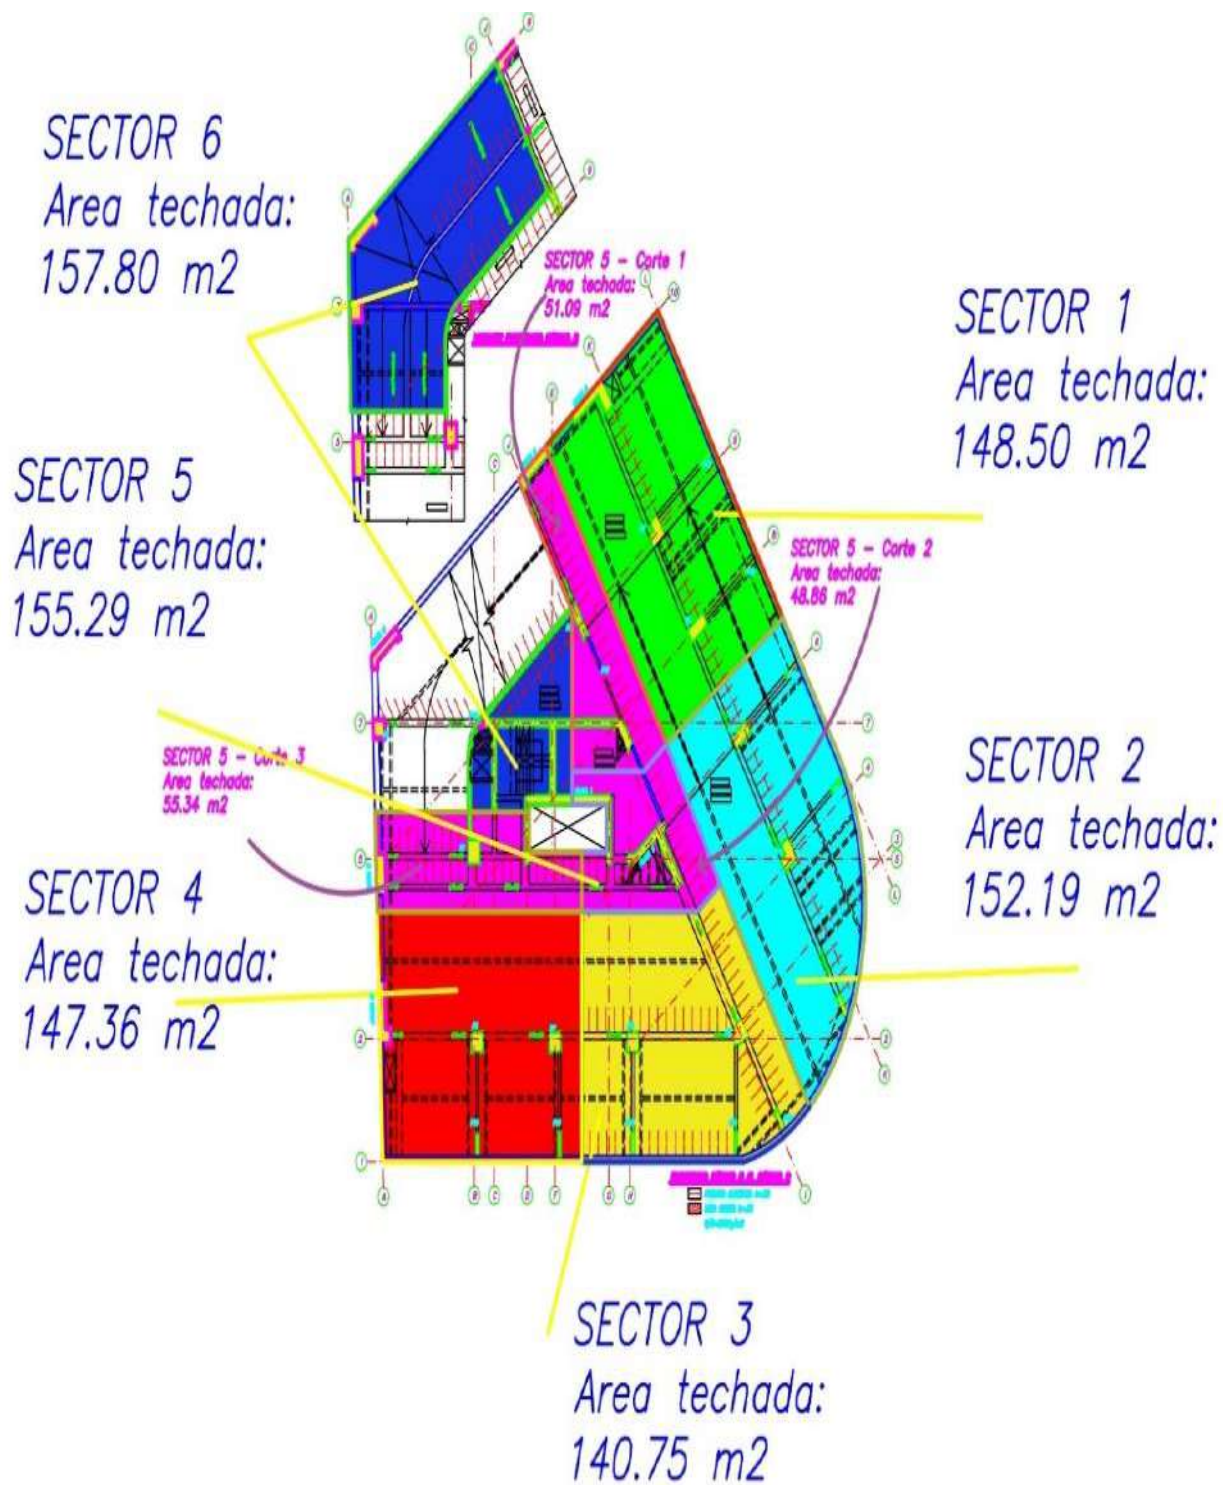 SECTOR 6
Area techada:
157.80 m2
SECTOR 5 - Corte 1
Area techada:
51.09 m2
SECTOR 1
Area techada:
148.50 m2
SECTOR 5
Area techada:
155.29 m2
SECTOR 5 - Corte 2
Area techada:
48.86 m2
SECTOR 5 - Corte 3
Area techada:
55.34 m2
SECTOR 2
Area techada:
152.19 m2
SECTOR 4
Area techada:
147.36 m2
SECTOR 3
Area techada:
140.75 m2